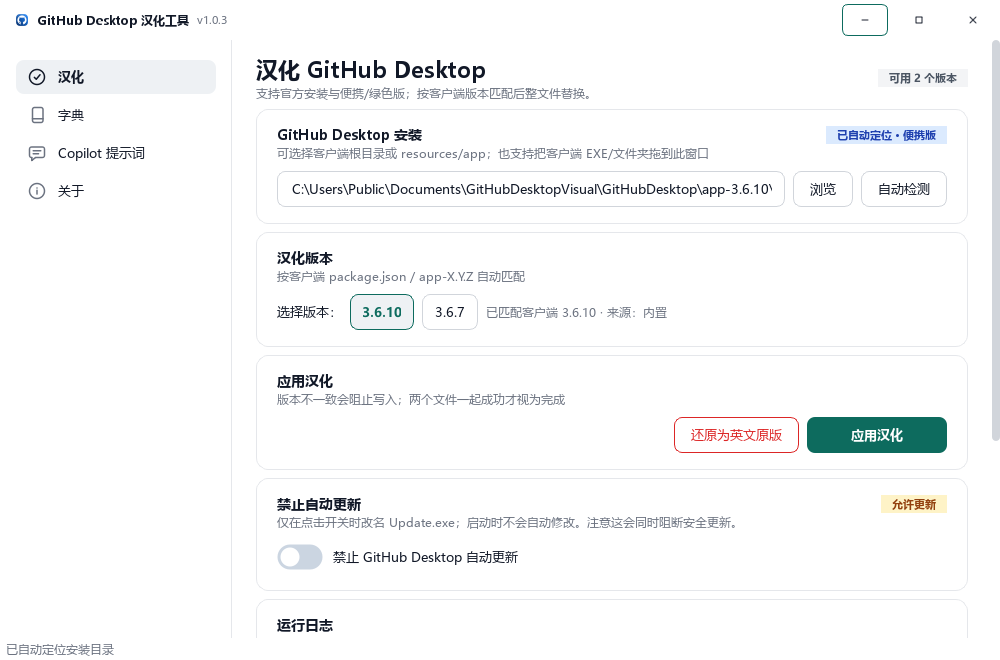 GitHub Desktop 汉化工具 v1.0.3
汉化
字典
Copilot 提示词
关于
汉化 GitHub Desktop
可用 2 个版本
支持官方安装与便携/绿色版；按客户端版本匹配后整文件替换。
GitHub Desktop 安装
已自动定位 · 便携版
可选择客户端根目录或 resources/app；也支持把客户端 EXE/文件夹拖到此窗口
C:\Users\Public\Documents\GitHubDesktopVisual\GitHubDesktop\app-3.6.10\
浏览
自动检测
汉化版本
按客户端 package.json / app-X.Y.Z 自动匹配
选择版本： 3.6.10 3.6.7 已匹配客户端 3.6.10 · 来源：内置
应用汉化
版本不一致会阻止写入；两个文件一起成功才视为完成
还原为英文原版
应用汉化
禁止自动更新
允许更新
仅在点击开关时改名 Update.exe；启动时不会自动修改。注意这会同时阻断安全更新。
禁止 GitHub Desktop 自动更新
运行日志
已自动定位安装目录